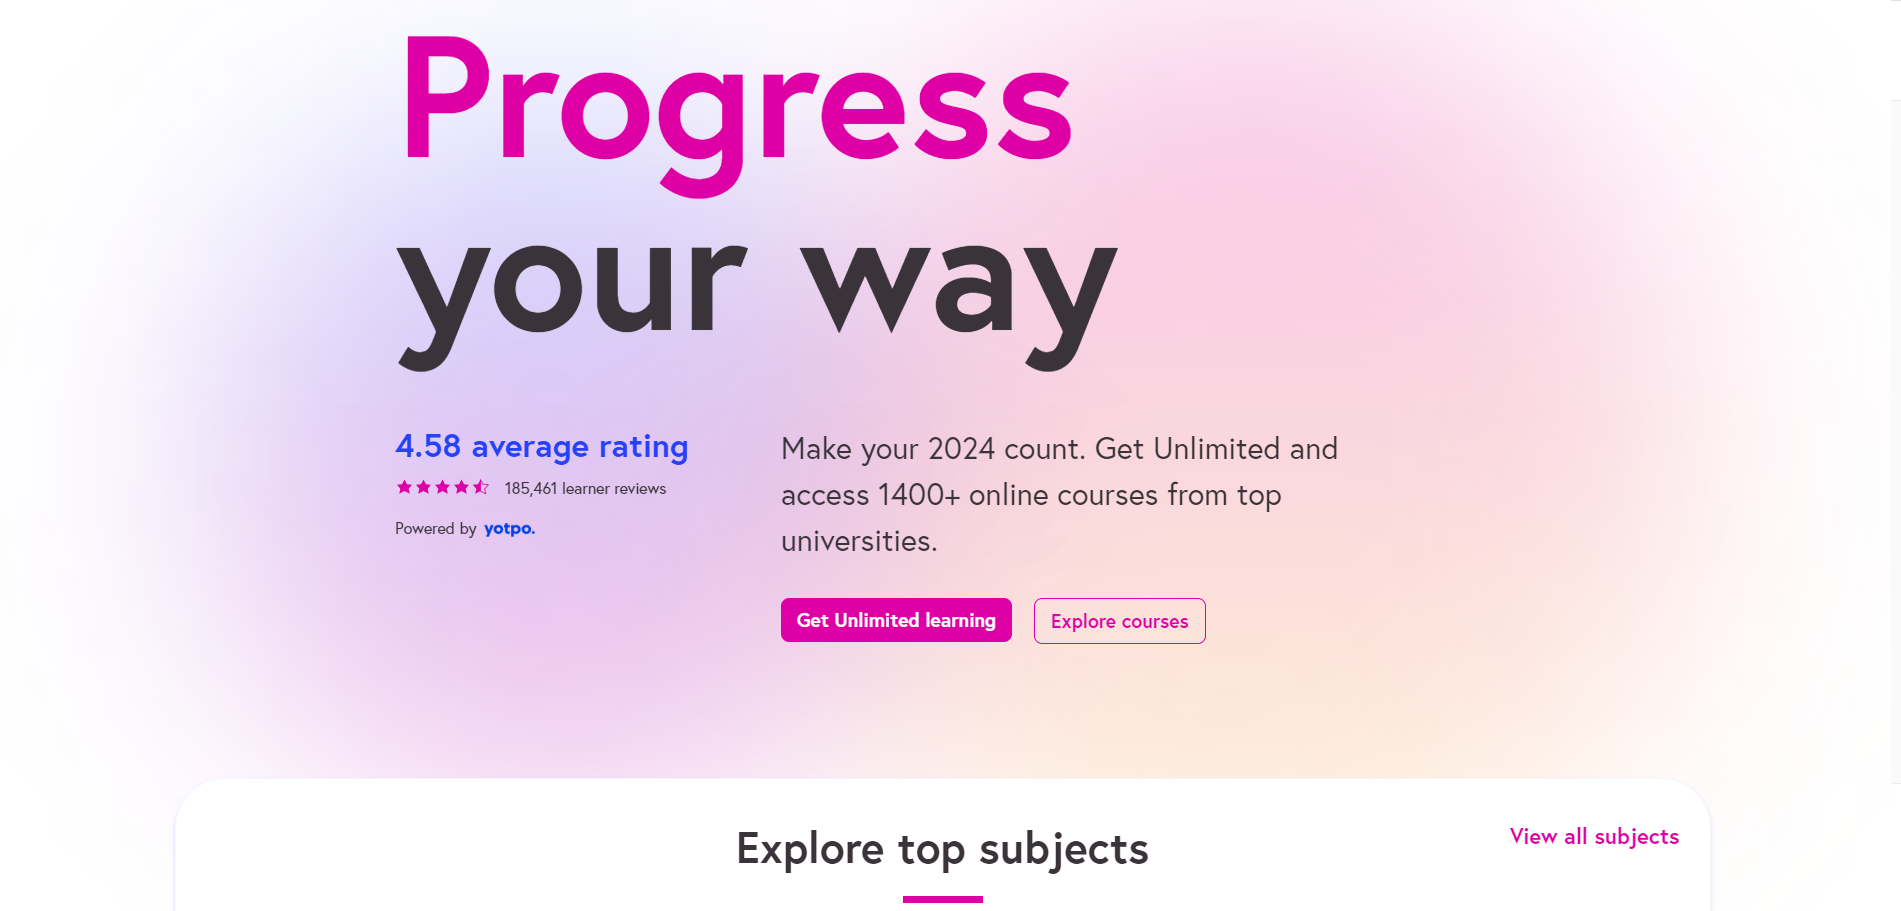 Progress
your way
4.58 average rating
185,461 learner reviews
Powered by yotpo.
Make your 2024 count. Get Unlimited and
access 1400+ online courses from top
universities.
Get Unlimited learning
Explore courses
Explore top subjects
View all subjects